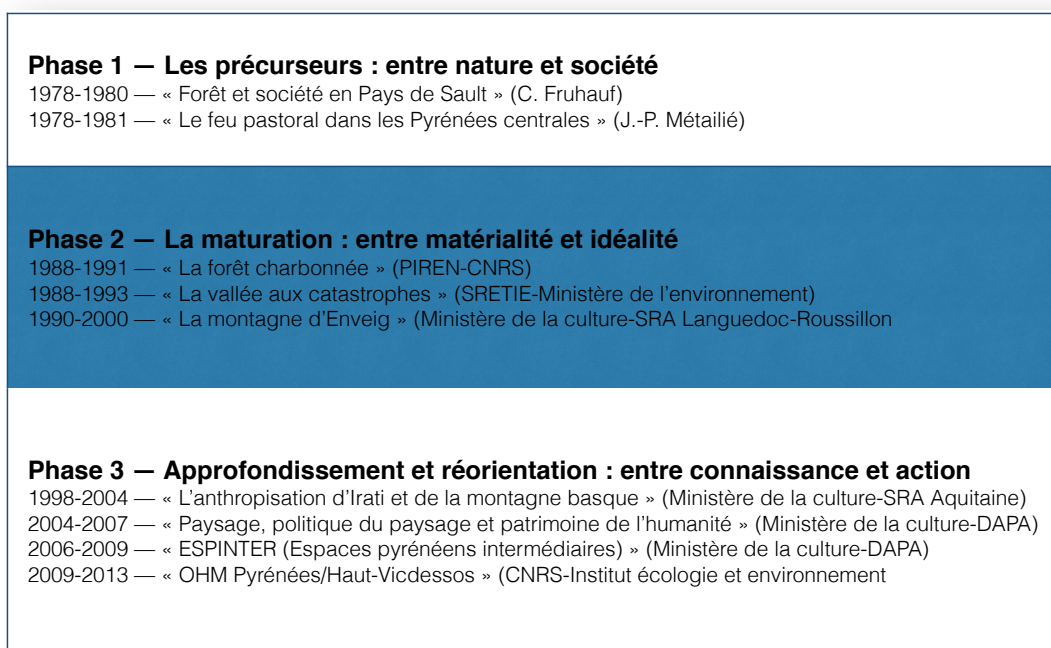 Phase 1 — Les précurseurs : entre nature et société
1978-1980 — « Forêt et société en Pays de Sault » (C. Fruhauf)
1978-1981 — « Le feu pastoral dans les Pyrénées centrales » (J.-P. Métailié)
Phase 2 — La maturation : entre matérialité et idéalité
1988-1991 — « La forêt charbonnée » (PIREN-CNRS)
1988-1993 — « La vallée aux catastrophes » (SRETIE-Ministère de l’environnement)
1990-2000 — « La montagne d’Enveig » (Ministère de la culture-SRA Languedoc-Roussillon
Phase 3 — Approfondissement et réorientation : entre connaissance et action
1998-2004 — « L’anthropisation d’Irati et de la montagne basque » (Ministère de la culture-SRA Aquitaine)
2004-2007 — « Paysage, politique du paysage et patrimoine de l’humanité » (Ministère de la culture-DAPA)
2006-2009 — « ESPINTER (Espaces pyrénéens intermédiaires) » (Ministère de la culture-DAPA)
2009-2013 — « OHM Pyrénées/Haut-Vicdessos » (CNRS-Institut écologie et environnement